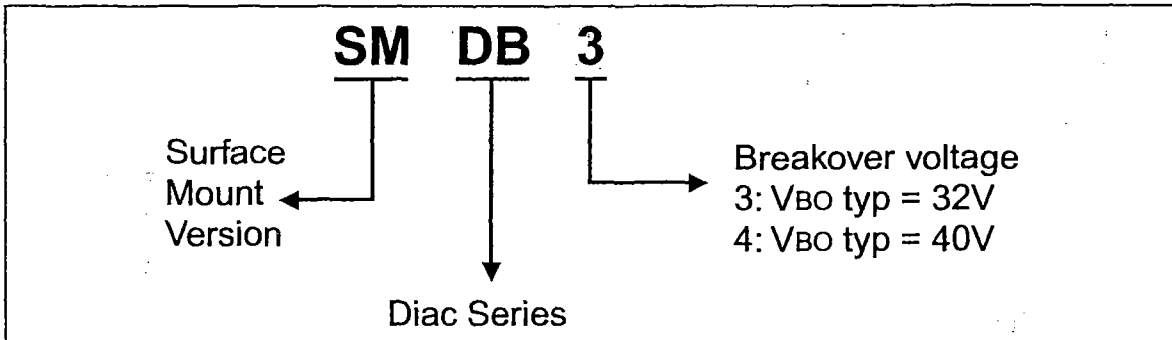 SM DB 3
Surface
Mount
Version
Diac Series
Breakover voltage
3: VBO typ = 32V
4: VBO typ = 40V